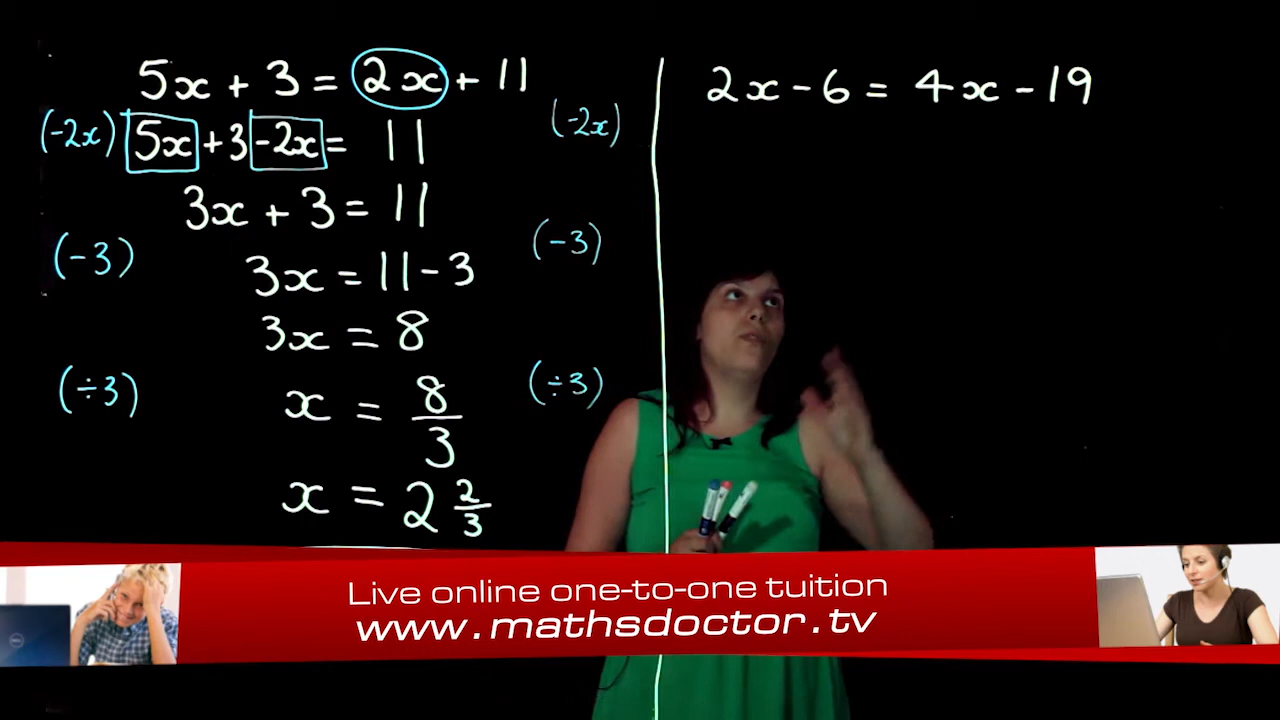 5x + 3 = 2x + 11
(-2x) 5x + 3 - 2x = 11 (-2x)
3x + 3 = 11
(-3) 3x = 11 - 3 (-3)
3x = 8
(÷3) x = 8/3 (÷3)
x = 2 2/3
2x - 6 = 4x - 19
Live online one-to-one tuition
www.mathsdoctor.tv